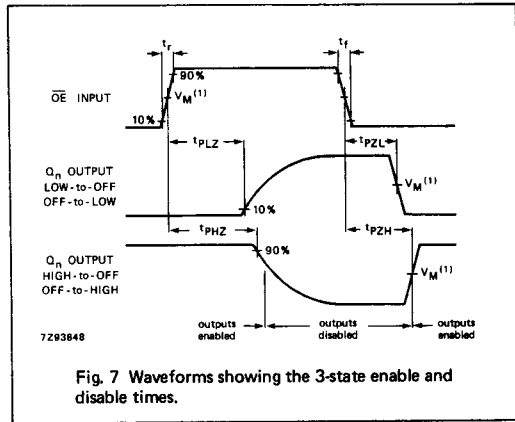 tr
tf
90%
OE INPUT
VM(1)
10%
tPLZ
tPZL
Qn OUTPUT
LOW-to-OFF
OFF-to-LOW
VM(1)
10%
tPHZ
tPZH
90%
Qn OUTPUT
HIGH-to-OFF
OFF-to-HIGH
VM(1)
7Z93848
outputs
enabled
outputs
disabled
outputs
enabled
Fig. 7 Waveforms showing the 3-state enable and
disable times.